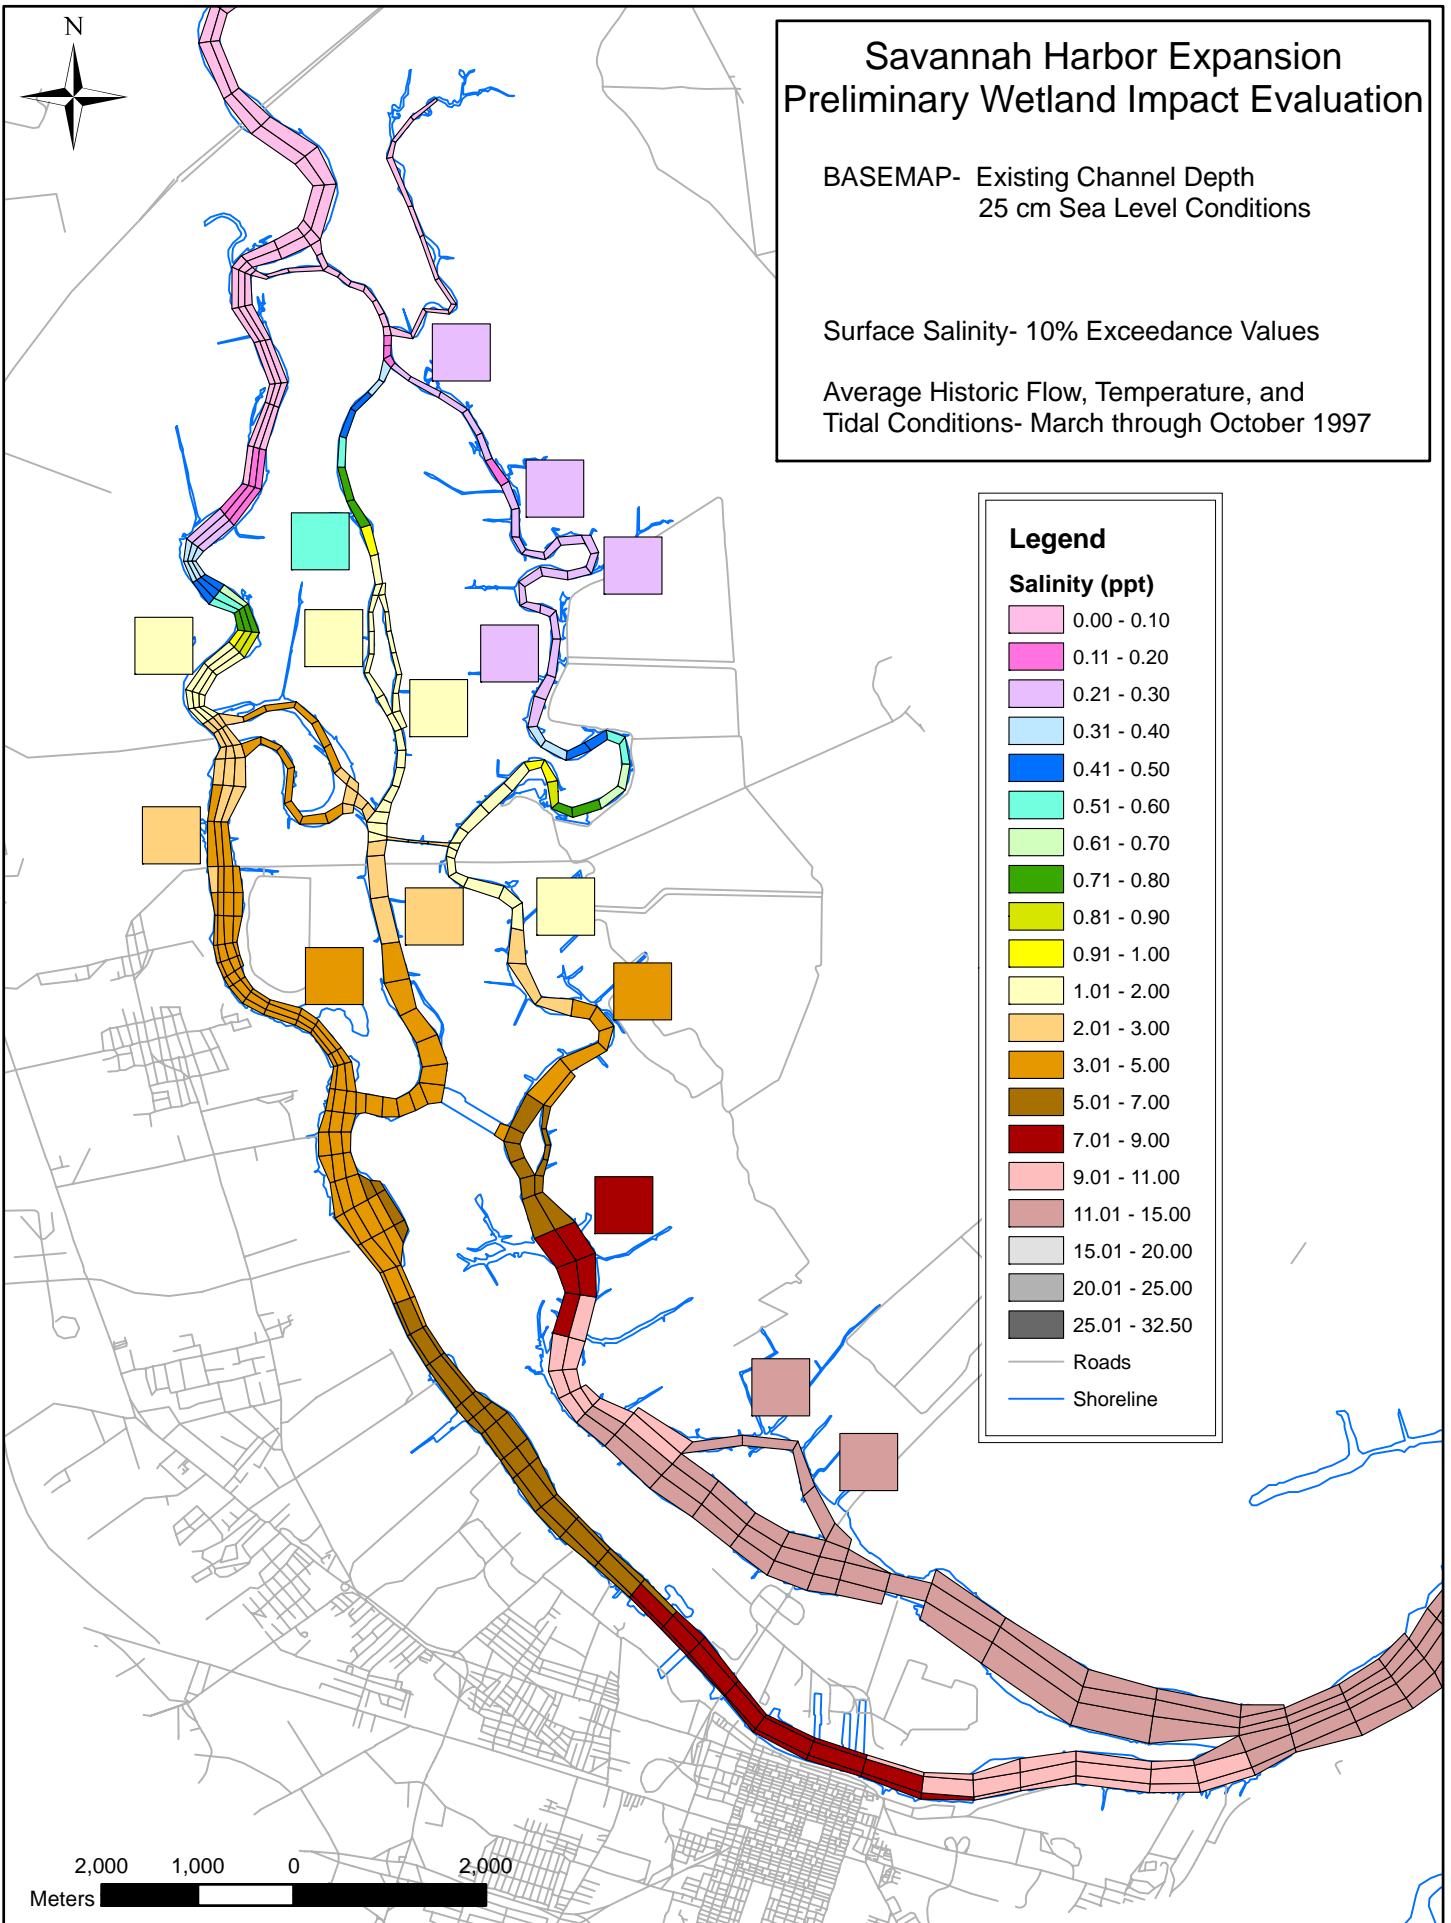 N
Savannah Harbor Expansion
Preliminary Wetland Impact Evaluation
BASEMAP- Existing Channel Depth
25 cm Sea Level Conditions
Surface Salinity- 10% Exceedance Values
Average Historic Flow, Temperature, and
Tidal Conditions- March through October 1997
Legend
Salinity (ppt)
0.00 - 0.10
0.11 - 0.20
0.21 - 0.30
0.31 - 0.40
0.41 - 0.50
0.51 - 0.60
0.61 - 0.70
0.71 - 0.80
0.81 - 0.90
0.91 - 1.00
1.01 - 2.00
2.01 - 3.00
3.01 - 5.00
5.01 - 7.00
7.01 - 9.00
9.01 - 11.00
11.01 - 15.00
15.01 - 20.00
20.01 - 25.00
25.01 - 32.50
Roads
Shoreline
2,000 1,000 0 2,000
Meters